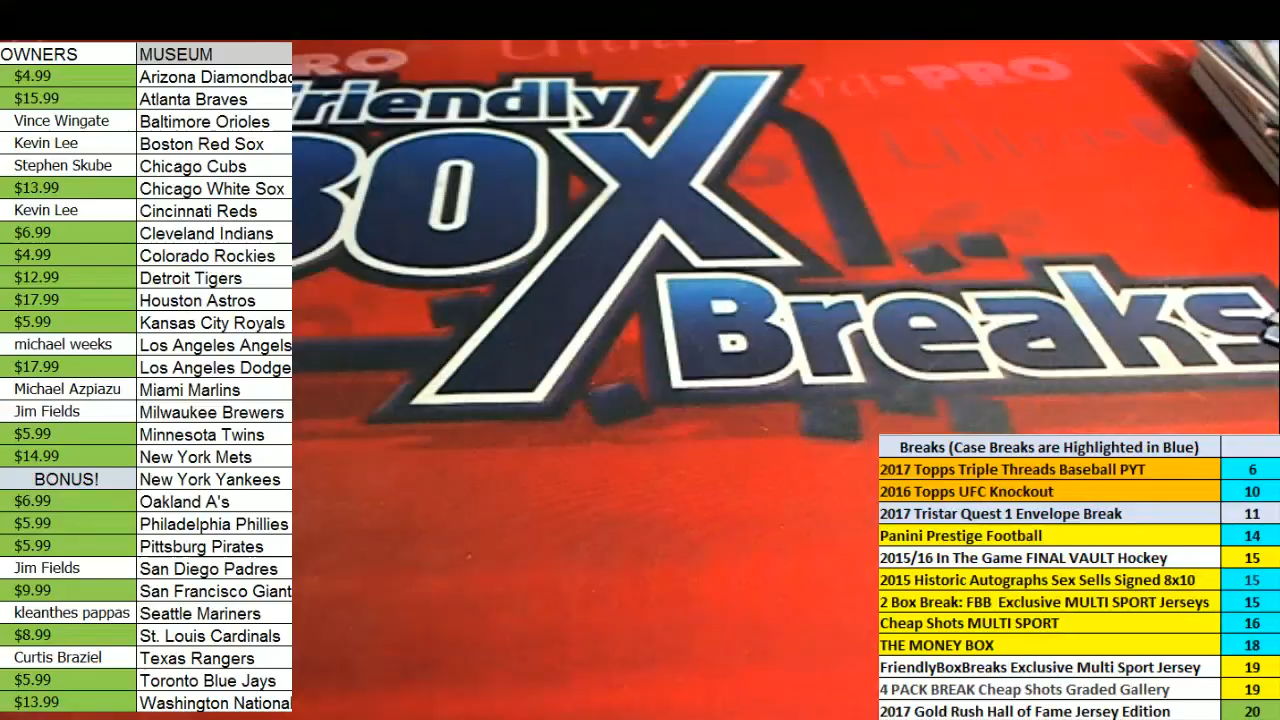 OWNERS MUSEUM
$4.99 Arizona Diamondbac
$15.99 Atlanta Braves
Vince Wingate Baltimore Orioles
Kevin Lee Boston Red Sox
Stephen Skube Chicago Cubs
$13.99 Chicago White Sox
Kevin Lee Cincinnati Reds
$6.99 Cleveland Indians
$4.99 Colorado Rockies
$12.99 Detroit Tigers
$17.99 Houston Astros
$5.99 Kansas City Royals
michael weeks Los Angeles Angels
$17.99 Los Angeles Dodge
Michael Azpiazu Miami Marlins
Jim Fields Milwaukee Brewers
$5.99 Minnesota Twins
$14.99 New York Mets
BONUS! New York Yankees
$6.99 Oakland A's
$5.99 Philadelphia Phillies
$5.99 Pittsburg Pirates
Jim Fields San Diego Padres
$9.99 San Francisco Giant
kleanthes pappas Seattle Mariners
$8.99 St. Louis Cardinals
Curtis Braziel Texas Rangers
$5.99 Toronto Blue Jays
$13.99 Washington National
RO
PRO
Friendly
BOX
Breaks
Breaks (Case Breaks are Highlighted in Blue)
2017 Topps Triple Threads Baseball PYT 6
2016 Topps UFC Knockout 10
2017 Tristar Quest 1 Envelope Break 11
Panini Prestige Football 14
2015/16 In The Game FINAL VAULT Hockey 15
2015 Historic Autographs Sex Sells Signed 8x10 15
2 Box Break: FBB Exclusive MULTI SPORT Jerseys 15
Cheap Shots MULTI SPORT 16
THE MONEY BOX 18
FriendlyBoxBreaks Exclusive Multi Sport Jersey 19
4 PACK BREAK Cheap Shots Graded Gallery 19
2017 Gold Rush Hall of Fame Jersey Edition 20